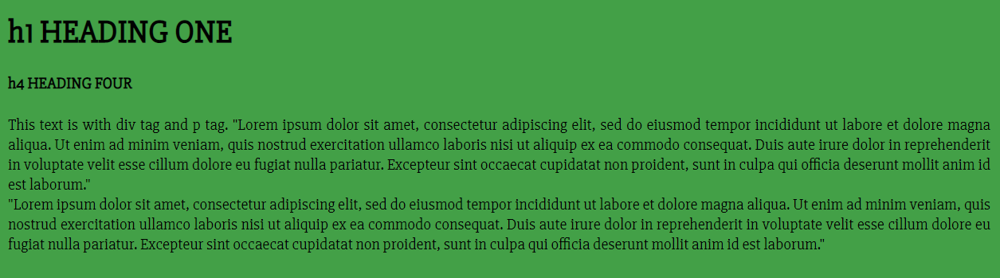 h1 HEADING ONE
h4 HEADING FOUR
This text is with div tag and p tag. "Lorem ipsum dolor sit amet, consectetur adipiscing elit, sed do eiusmod tempor incididunt ut labore et dolore magna
aliqua. Ut enim ad minim veniam, quis nostrud exercitation ullamco laboris nisi ut aliquip ex ea commodo consequat. Duis aute irure dolor in reprehenderit
in voluptate velit esse cillum dolore eu fugiat nulla pariatur. Excepteur sint occaecat cupidatat non proident, sunt in culpa qui officia deserunt mollit anim id
est laborum."
"Lorem ipsum dolor sit amet, consectetur adipiscing elit, sed do eiusmod tempor incididunt ut labore et dolore magna aliqua. Ut enim ad minim veniam, quis
nostrud exercitation ullamco laboris nisi ut aliquip ex ea commodo consequat. Duis aute irure dolor in reprehenderit in voluptate velit esse cillum dolore eu
fugiat nulla pariatur. Excepteur sint occaecat cupidatat non proident, sunt in culpa qui officia deserunt mollit anim id est laborum."